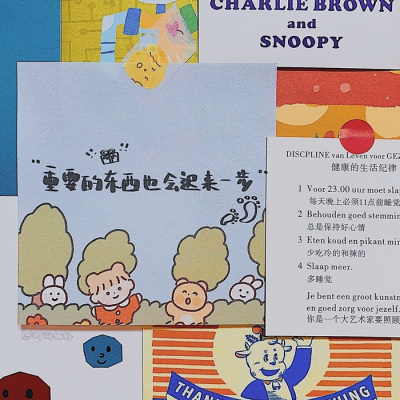 CHARLIE BROWN
and
SNOOPY
"重要的东西也会迟来一步"
DISCPLINE van Leven voor GEZ
健康的生活纪律
1 Voor 23.00 uur moet slap
每天晚上必须11点前睡觉
2 Behouden goed stemmin
总是保持好心情
3 Eten koud en pikant min
少吃冷的和辣的
4 Slaap meer.
多睡觉
Je bent een groot kunstn
en goed zorg voor jezelf.
你是一个大艺术家要照顾
THAN
HING